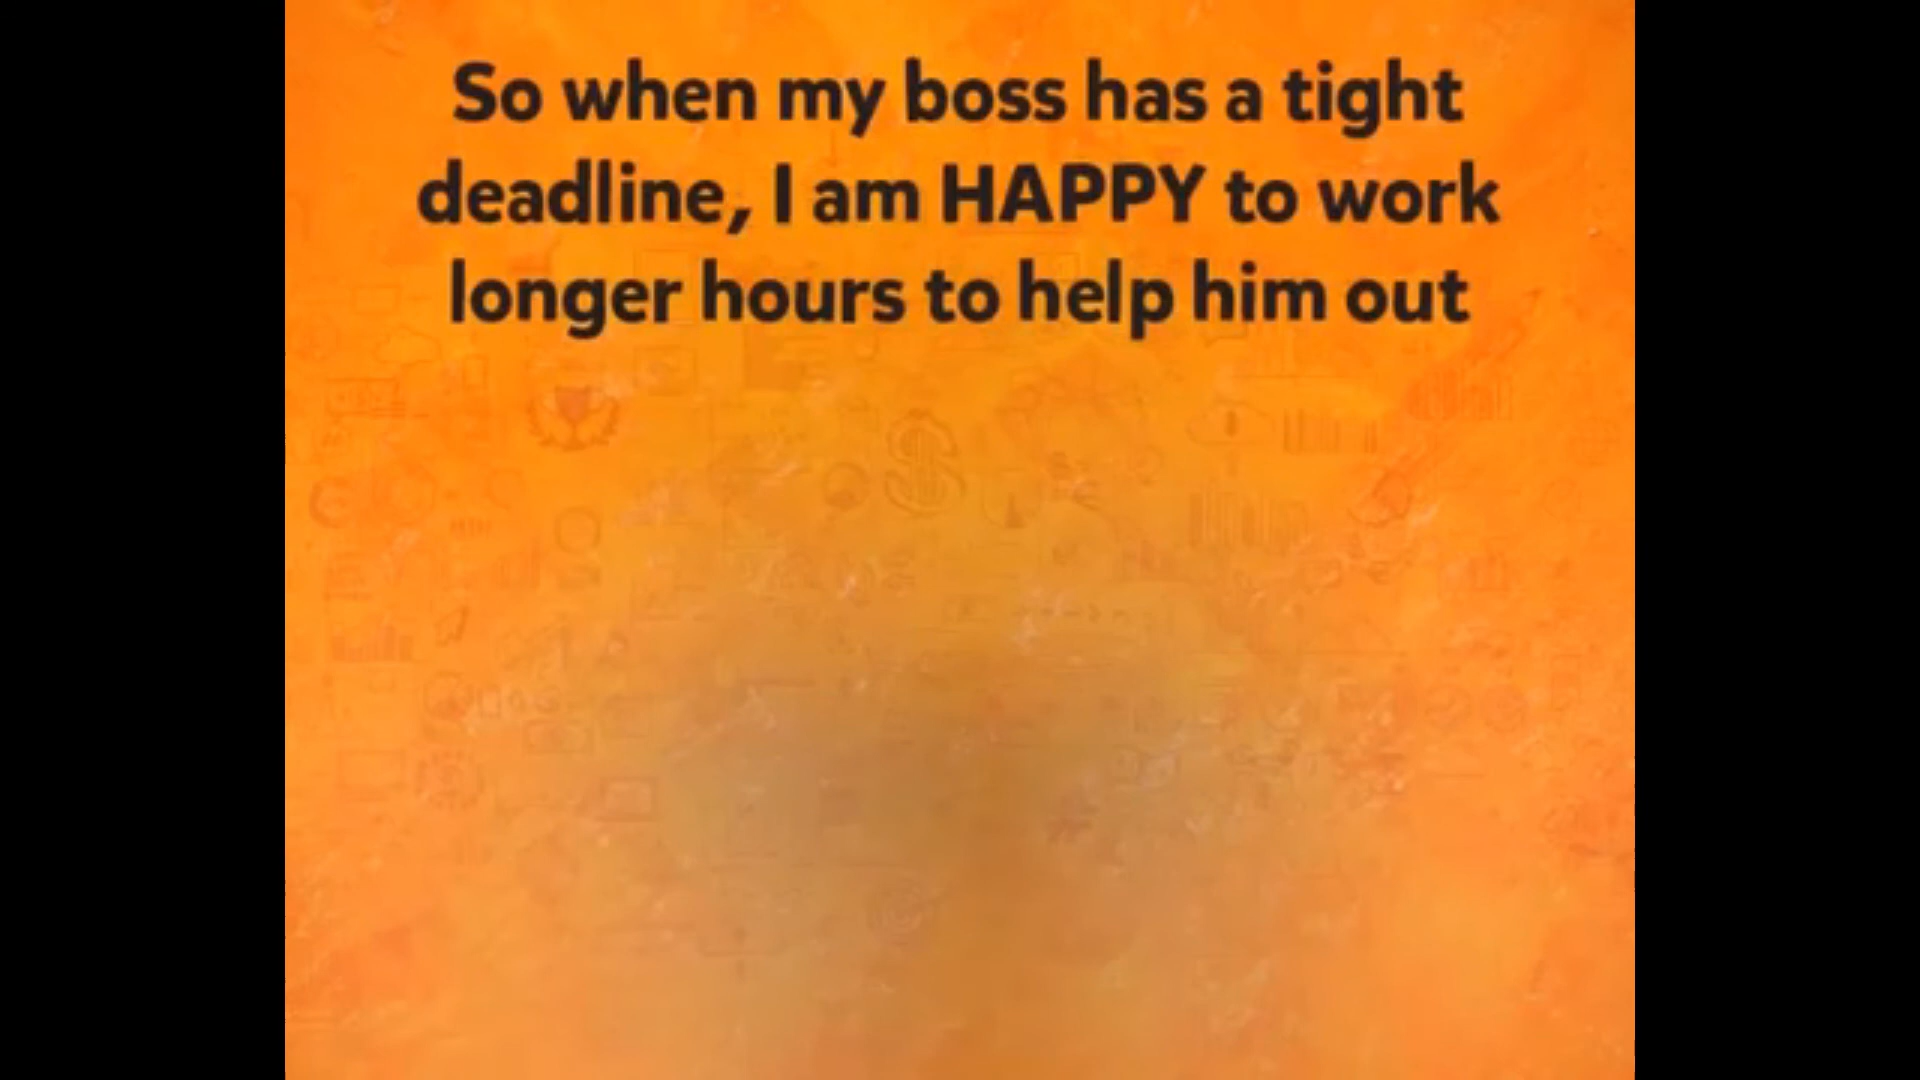 So when my boss has a tight
deadline, I am HAPPY to work
longer hours to help him out